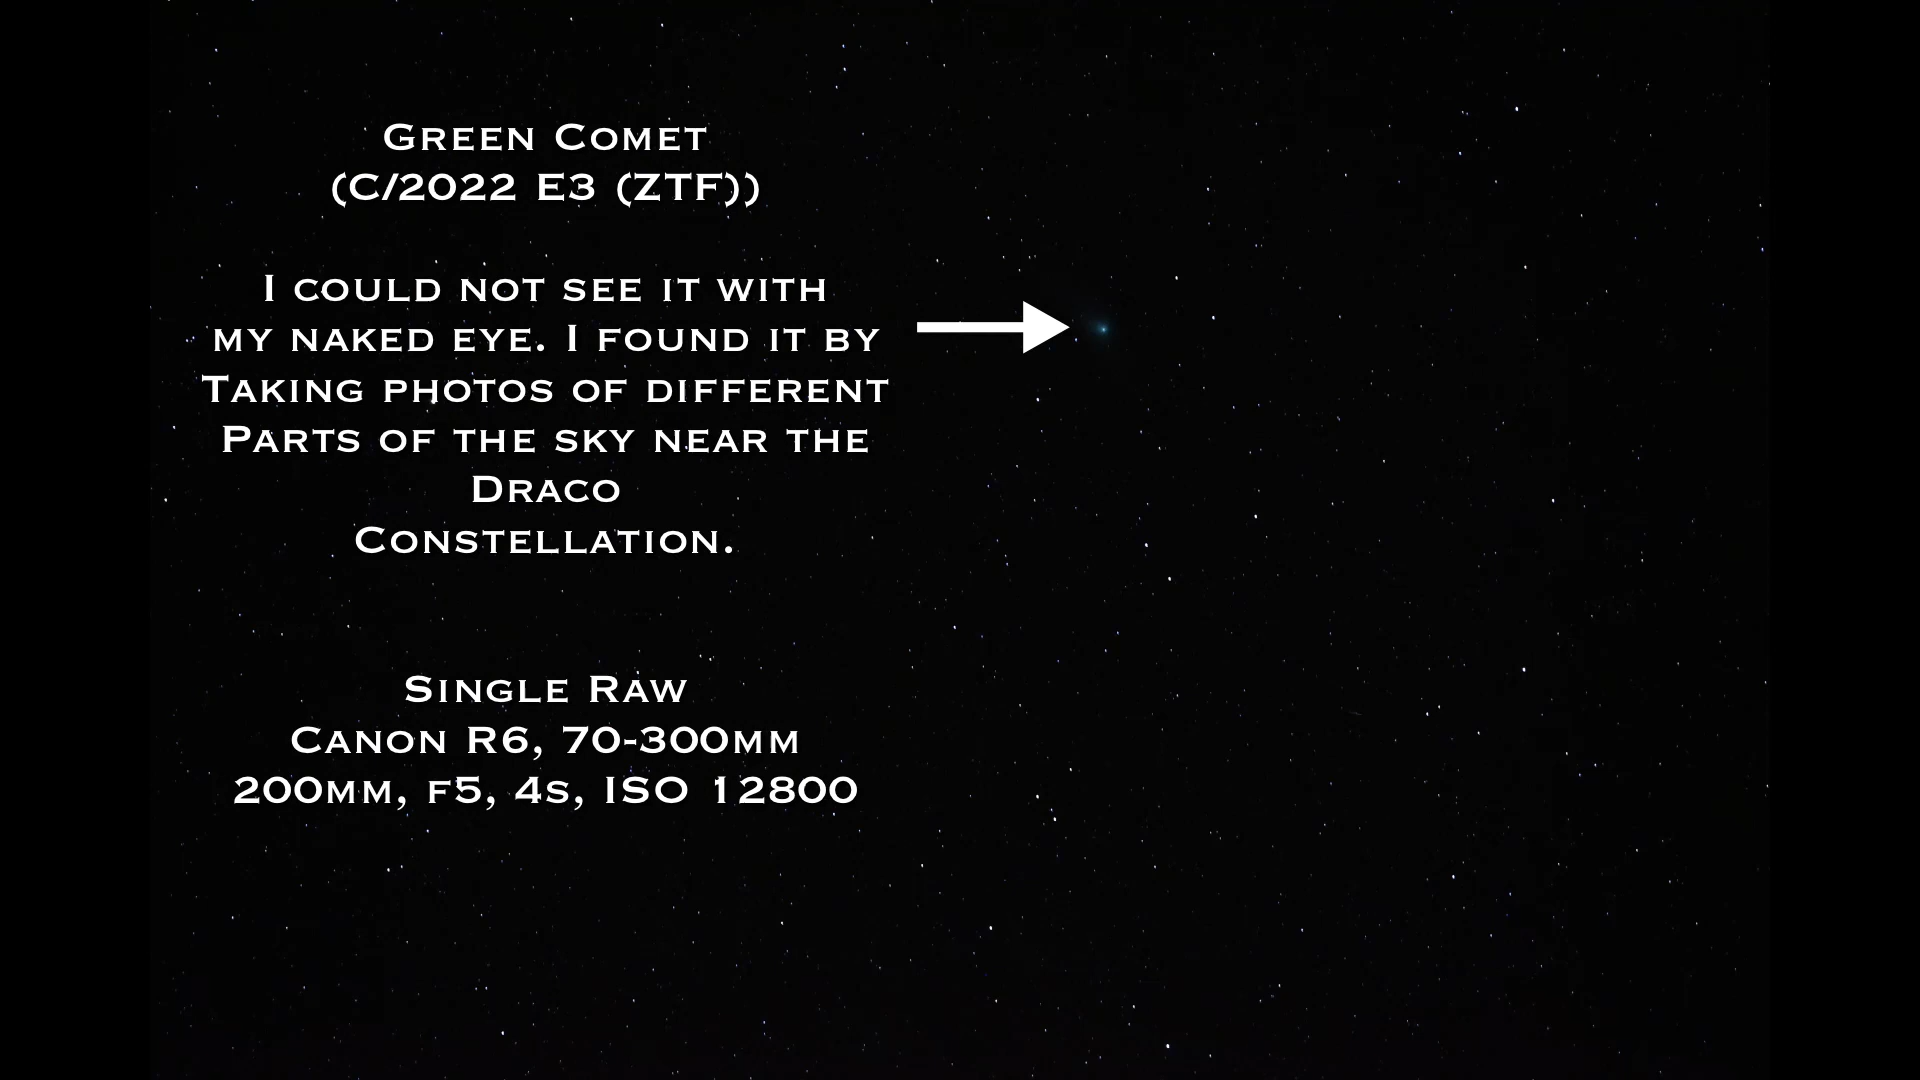 Green Comet
(C/2022 E3 (ZTF))
I could not see it with
my naked eye. I found it by
Taking photos of different
Parts of the sky near the
Draco
Constellation.
Single Raw
Canon R6, 70-300mm
200mm, f5, 4s, ISO 12800